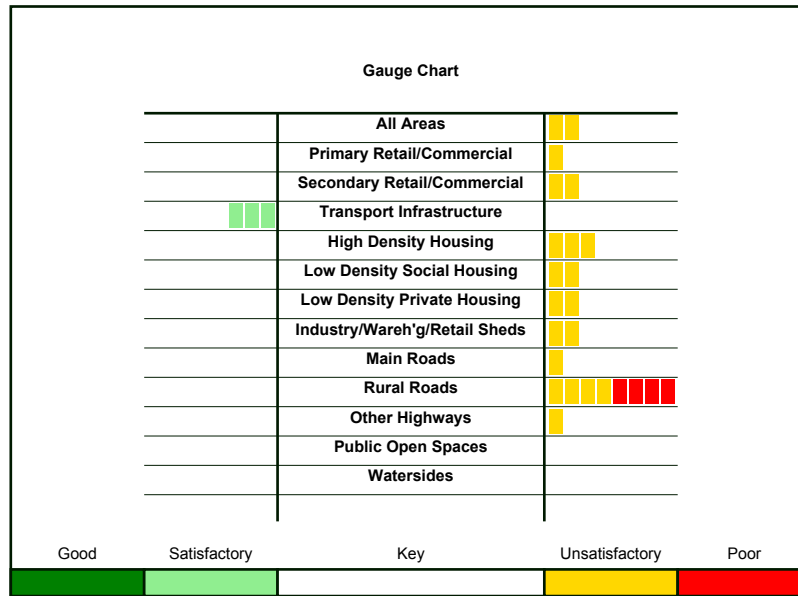 Gauge Chart
All Areas
Primary Retail/Commercial
Secondary Retail/Commercial
Transport Infrastructure
High Density Housing
Low Density Social Housing
Low Density Private Housing
Industry/Wareh'g/Retail Sheds
Main Roads
Rural Roads
Other Highways
Public Open Spaces
Watersides
Good Satisfactory Key Unsatisfactory Poor